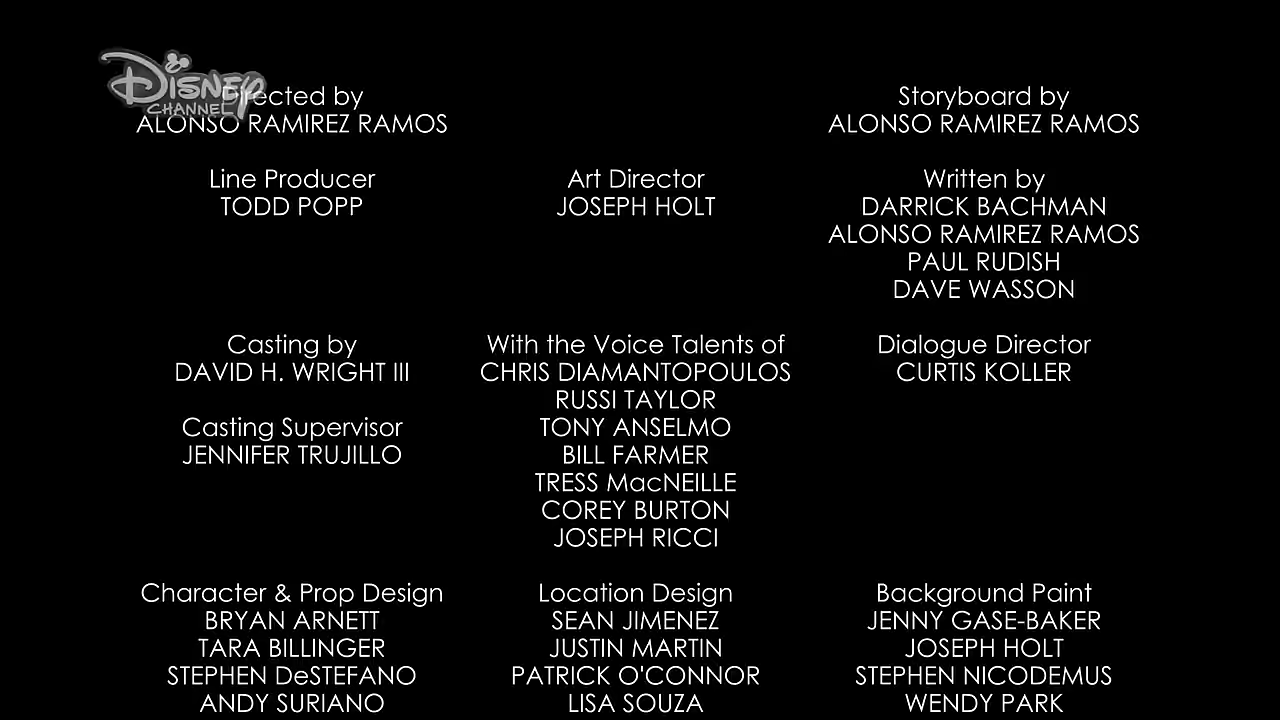 Disney
CHANNEL
Directed by
ALONSO RAMIREZ RAMOS
Storyboard by
ALONSO RAMIREZ RAMOS
Line Producer
TODD POPP
Art Director
JOSEPH HOLT
Written by
DARRICK BACHMAN
ALONSO RAMIREZ RAMOS
PAUL RUDISH
DAVE WASSON
Casting by
DAVID H. WRIGHT III
Casting Supervisor
JENNIFER TRUJILLO
With the Voice Talents of
CHRIS DIAMANTOPOULOS
RUSSI TAYLOR
TONY ANSELMO
BILL FARMER
TRESS MacNEILLE
COREY BURTON
JOSEPH RICCI
Dialogue Director
CURTIS KOLLER
Character & Prop Design
BRYAN ARNETT
TARA BILLINGER
STEPHEN DeSTEFANO
ANDY SURIANO
Location Design
SEAN JIMENEZ
JUSTIN MARTIN
PATRICK O'CONNOR
LISA SOUZA
Background Paint
JENNY GASE-BAKER
JOSEPH HOLT
STEPHEN NICODEMUS
WENDY PARK